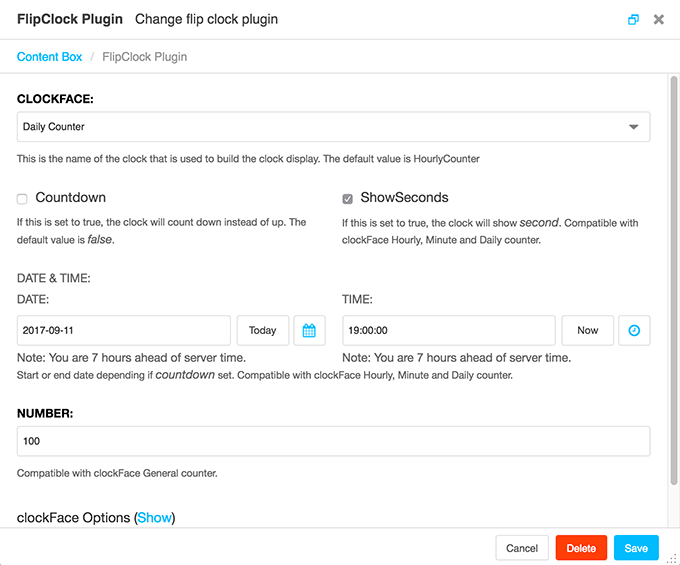 FlipClock Plugin Change flip clock plugin
Content Box / FlipClock Plugin
CLOCKFACE:
Daily Counter
This is the name of the clock that is used to build the clock display. The default value is HourlyCounter
Countdown
If this is set to true, the clock will count down instead of up. The
default value is false.
ShowSeconds
If this is set to true, the clock will show second. Compatible with
clockFace Hourly, Minute and Daily counter.
DATE & TIME:
DATE:
2017-09-11 Today
Note: You are 7 hours ahead of server time.
TIME:
19:00:00 Now
Note: You are 7 hours ahead of server time.
Start or end date depending if countdown set. Compatible with clockFace Hourly, Minute and Daily counter.
NUMBER:
100
Compatible with clockFace General counter.
clockFace Options (Show)
Cancel Delete Save